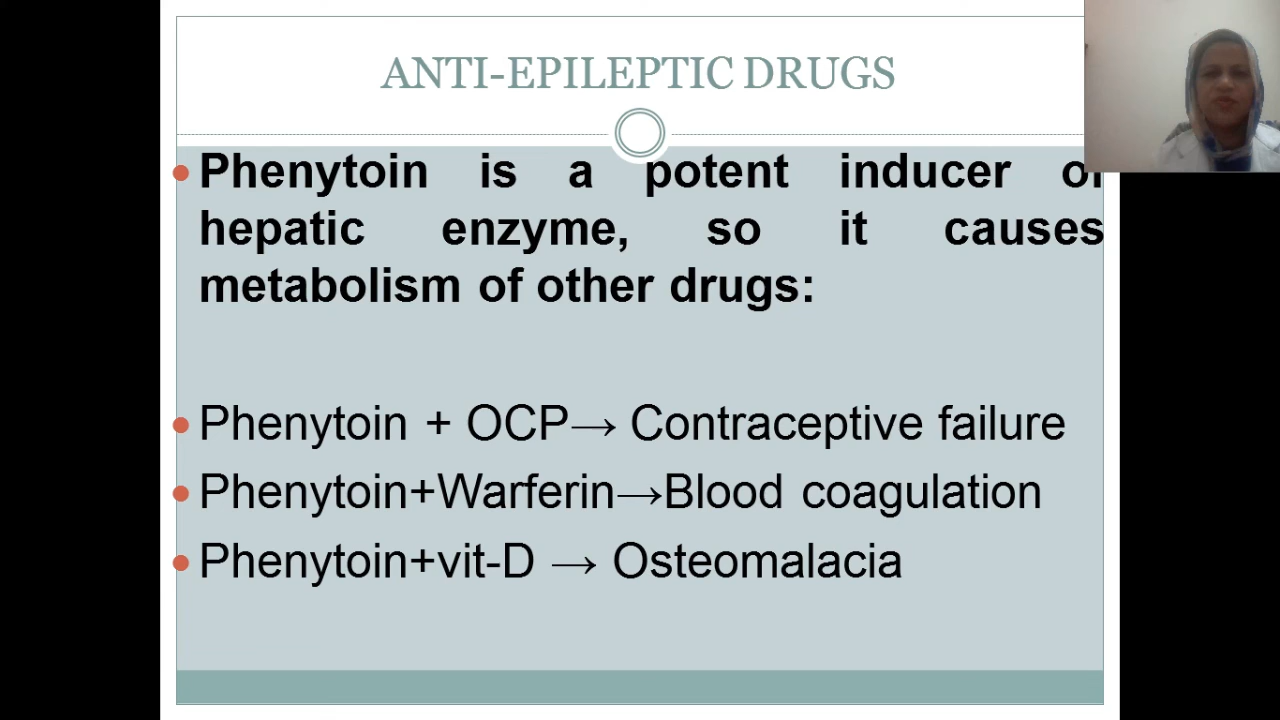 ANTI-EPILEPTIC DRUGS
• Phenytoin is a potent inducer of
hepatic enzyme, so it causes
metabolism of other drugs:
• Phenytoin + OCP→ Contraceptive failure
• Phenytoin+Warferin→Blood coagulation
• Phenytoin+vit-D → Osteomalacia